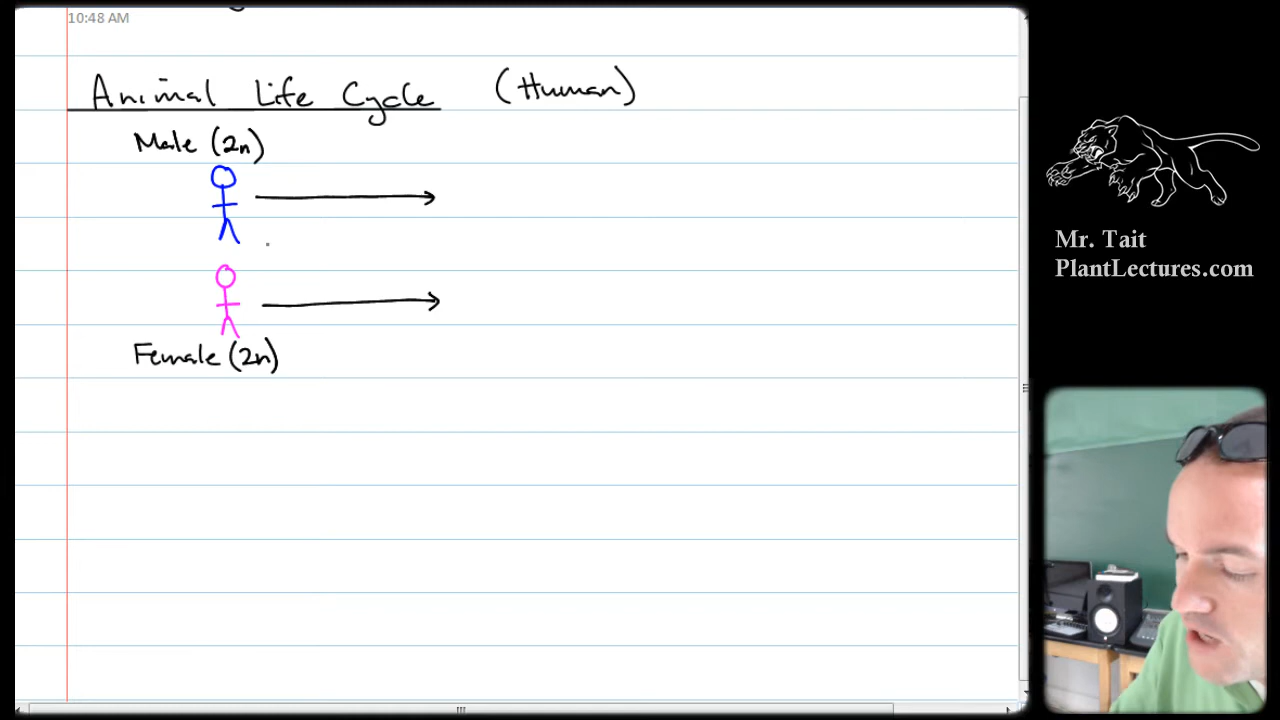 10:48 AM
Animal Life Cycle (Human)
Male (2n)
Female (2n)
Mr. Tait
PlantLectures.com